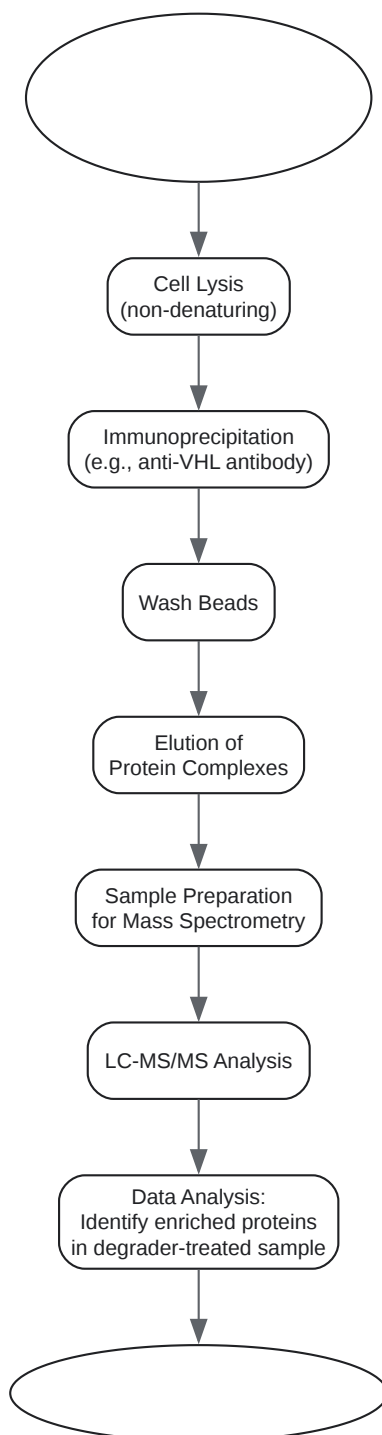 Cell Lysis
(non-denaturing)
Immunoprecipitation
(e.g., anti-VHL antibody)
Wash Beads
Elution of
Protein Complexes
Sample Preparation
for Mass Spectrometry
LC-MS/MS Analysis
Data Analysis:
Identify enriched proteins
in degrader-treated sample